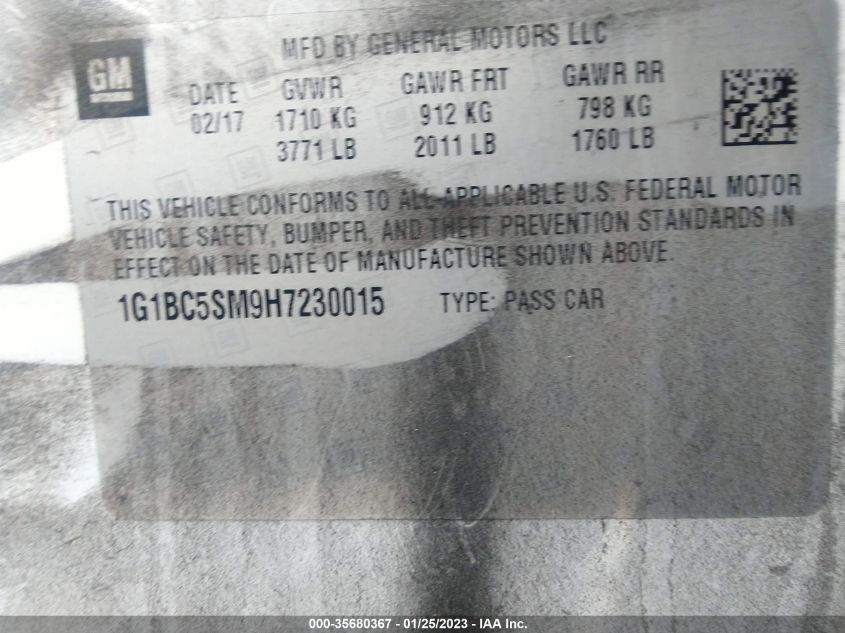 MFD BY GENERAL MOTORS LLC
GM
DATE GVWR GAWR FRT GAWR RR
02/17 1710 KG 912 KG 798 KG
3771 LB 2011 LB 1760 LB
THIS VEHICLE CONFORMS TO ALL APPLICABLE U.S. FEDERAL MOTOR
VEHICLE SAFETY, BUMPER, AND THEFT PREVENTION STANDARDS IN
EFFECT ON THE DATE OF MANUFACTURE SHOWN ABOVE.
1G1BC5SM9H7230015 TYPE: PASS CAR
000-35680367 - 01/25/2023 - IAA Inc.